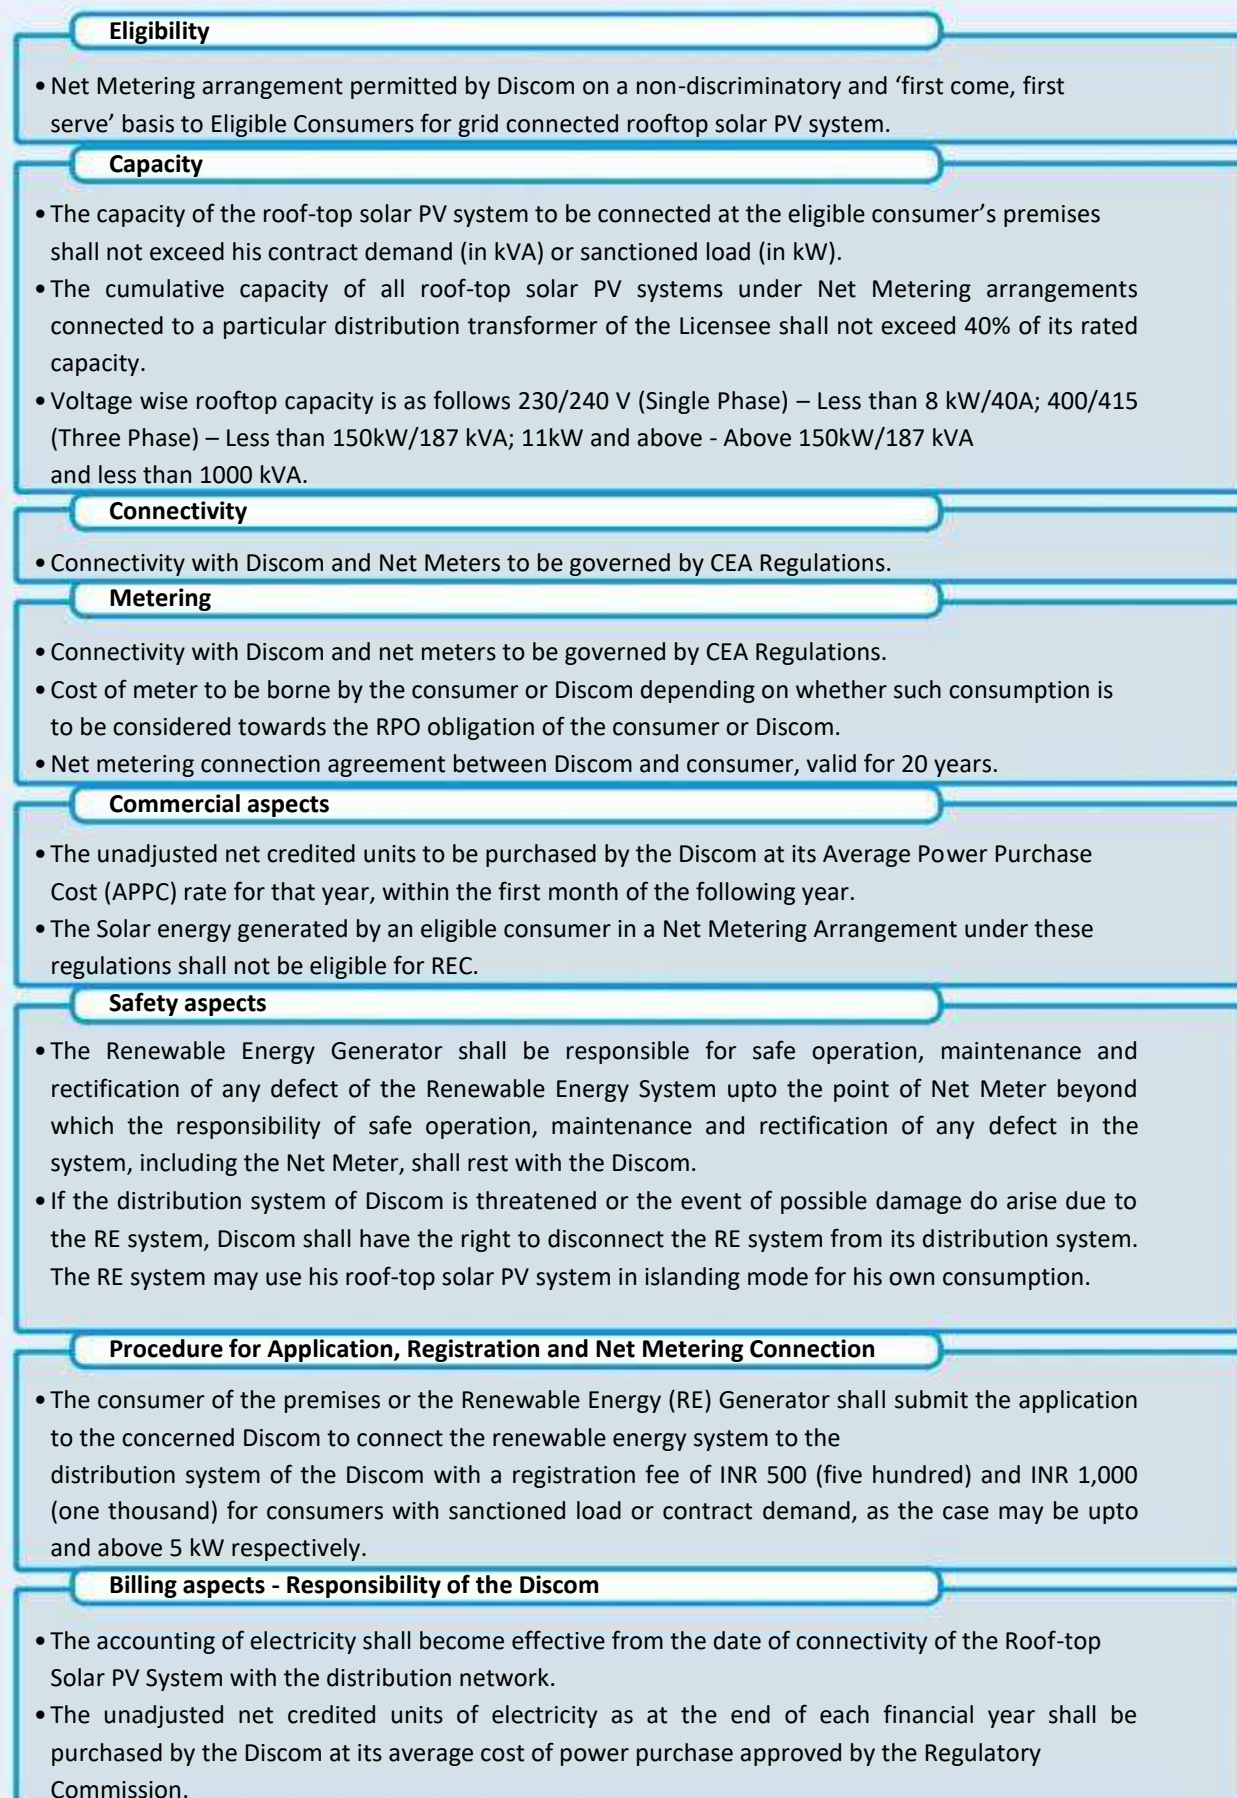 Eligibility
• Net Metering arrangement permitted by Discom on a non-discriminatory and ‘first come, first
serve’ basis to Eligible Consumers for grid connected rooftop solar PV system.
Capacity
• The capacity of the roof-top solar PV system to be connected at the eligible consumer’s premises
shall not exceed his contract demand (in kVA) or sanctioned load (in kW).
• The cumulative capacity of all roof-top solar PV systems under Net Metering arrangements
connected to a particular distribution transformer of the Licensee shall not exceed 40% of its rated
capacity.
• Voltage wise rooftop capacity is as follows 230/240 V (Single Phase) – Less than 8 kW/40A; 400/415
(Three Phase) – Less than 150kW/187 kVA; 11kW and above - Above 150kW/187 kVA
and less than 1000 kVA.
Connectivity
• Connectivity with Discom and Net Meters to be governed by CEA Regulations.
Metering
• Connectivity with Discom and net meters to be governed by CEA Regulations.
• Cost of meter to be borne by the consumer or Discom depending on whether such consumption is
to be considered towards the RPO obligation of the consumer or Discom.
• Net metering connection agreement between Discom and consumer, valid for 20 years.
Commercial aspects
• The unadjusted net credited units to be purchased by the Discom at its Average Power Purchase
Cost (APPC) rate for that year, within the first month of the following year.
• The Solar energy generated by an eligible consumer in a Net Metering Arrangement under these
regulations shall not be eligible for REC.
Safety aspects
• The Renewable Energy Generator shall be responsible for safe operation, maintenance and
rectification of any defect of the Renewable Energy System upto the point of Net Meter beyond
which the responsibility of safe operation, maintenance and rectification of any defect in the
system, including the Net Meter, shall rest with the Discom.
• If the distribution system of Discom is threatened or the event of possible damage do arise due to
the RE system, Discom shall have the right to disconnect the RE system from its distribution system.
The RE system may use his roof-top solar PV system in islanding mode for his own consumption.
Procedure for Application, Registration and Net Metering Connection
• The consumer of the premises or the Renewable Energy (RE) Generator shall submit the application
to the concerned Discom to connect the renewable energy system to the
distribution system of the Discom with a registration fee of INR 500 (five hundred) and INR 1,000
(one thousand) for consumers with sanctioned load or contract demand, as the case may be upto
and above 5 kW respectively.
Billing aspects - Responsibility of the Discom
• The accounting of electricity shall become effective from the date of connectivity of the Roof-top
Solar PV System with the distribution network.
• The unadjusted net credited units of electricity as at the end of each financial year shall be
purchased by the Discom at its average cost of power purchase approved by the Regulatory
Commission.